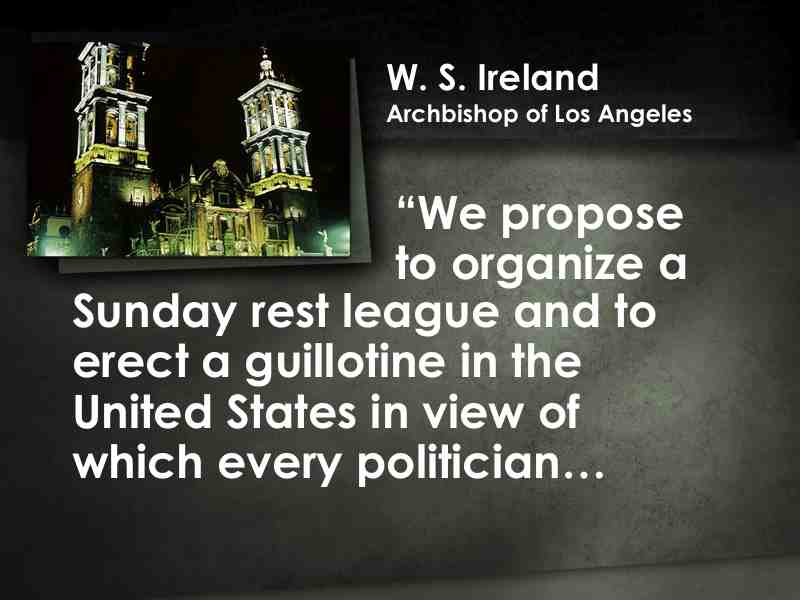 W. S. Ireland
Archbishop of Los Angeles
“We propose
to organize a
Sunday rest league and to
erect a guillotine in the
United States in view of
which every politician…